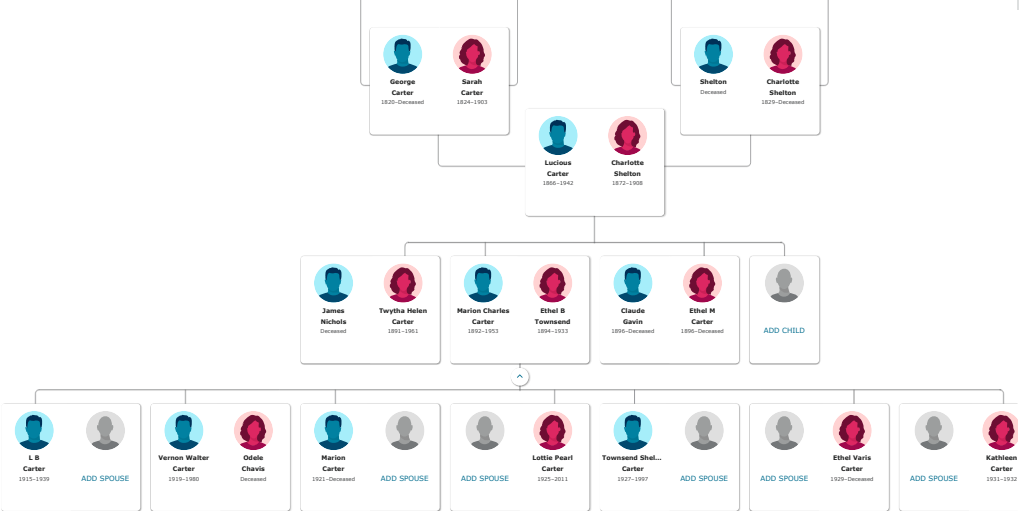 George
Carter
1820–Deceased
Sarah
Carter
1824–1903
Shelton
Deceased
Charlotte
Shelton
1829–Deceased
Lucious
Carter
1866–1942
Charlotte
Shelton
1872–1908
James
Nichols
Deceased
Twytha Helen
Carter
1891–1961
Marion Charles
Carter
1892–1953
Ethel B
Townsend
1894–1933
Claude
Gavin
1896–Deceased
Ethel M
Carter
1896–Deceased
ADD CHILD
L B
Carter
1915–1939
ADD SPOUSE
Vernon Walter
Carter
1919–1980
Odele
Chavis
Deceased
Marion
Carter
1921–Deceased
ADD SPOUSE
ADD SPOUSE
Lottie Pearl
Carter
1925–2011
Townsend Shel...
Carter
1927–1997
ADD SPOUSE
ADD SPOUSE
Ethel Varis
Carter
1929–Deceased
ADD SPOUSE
Kathleen
Carter
1931–1932